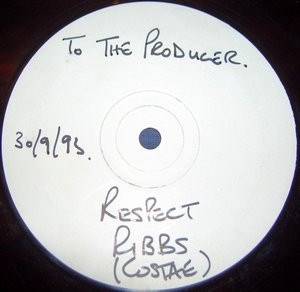 To THE PRODUCER.
30/9/93.
RESPECT
RIBBS
(COSTAE)